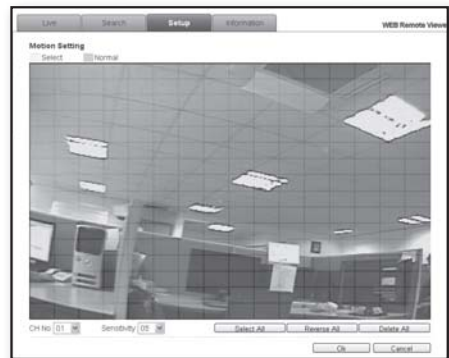 Live Search Setup Information WEB Remote Viewe
Motion Setting
Select Normal
CH No 01 Sensitivity 05 Select All Reverse All Delete All
Ok Cancel